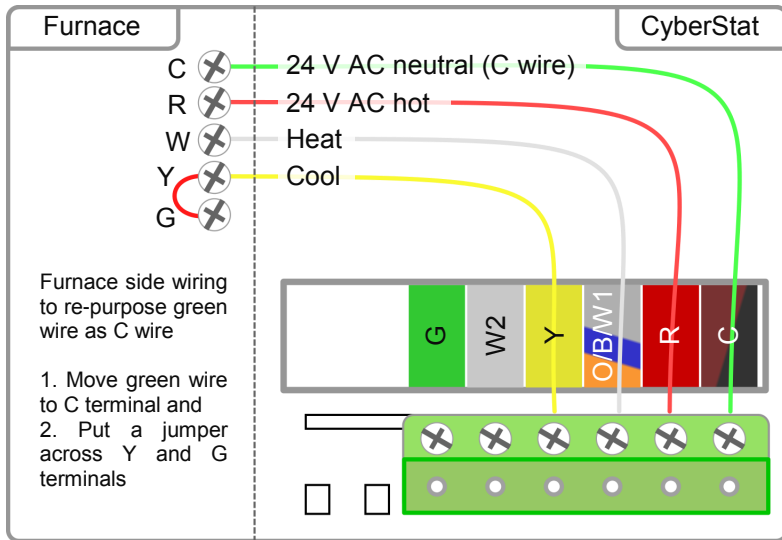 Furnace
CyberStat
C
24 V AC neutral (C wire)
R
24 V AC hot
W
Heat
Y
Cool
G
Furnace side wiring
to re-purpose green
wire as C wire
1. Move green wire
to C terminal and
2. Put a jumper
across Y and G
terminals
G
W2
Y
O/B/W1
R
C